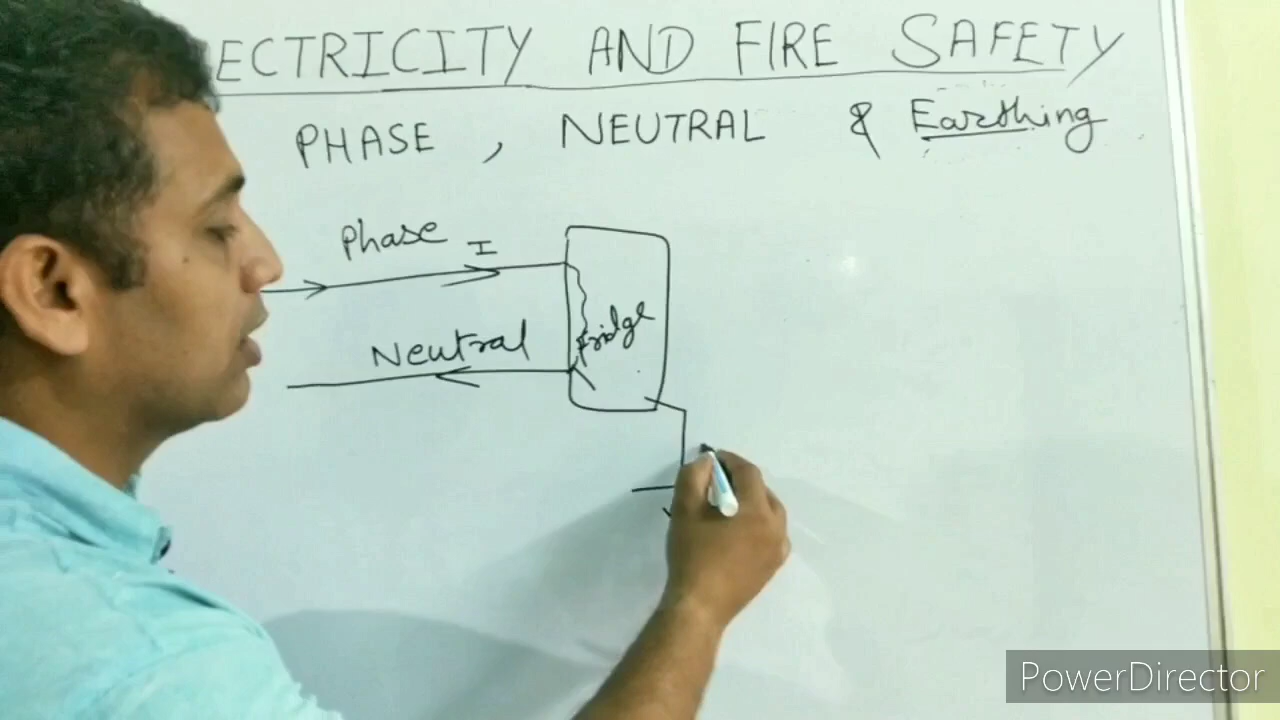 ECTRICITY AND FIRE SAFETY
PHASE , NEUTRAL & Earthing
Phase I
Neutral
fridge
PowerDirector